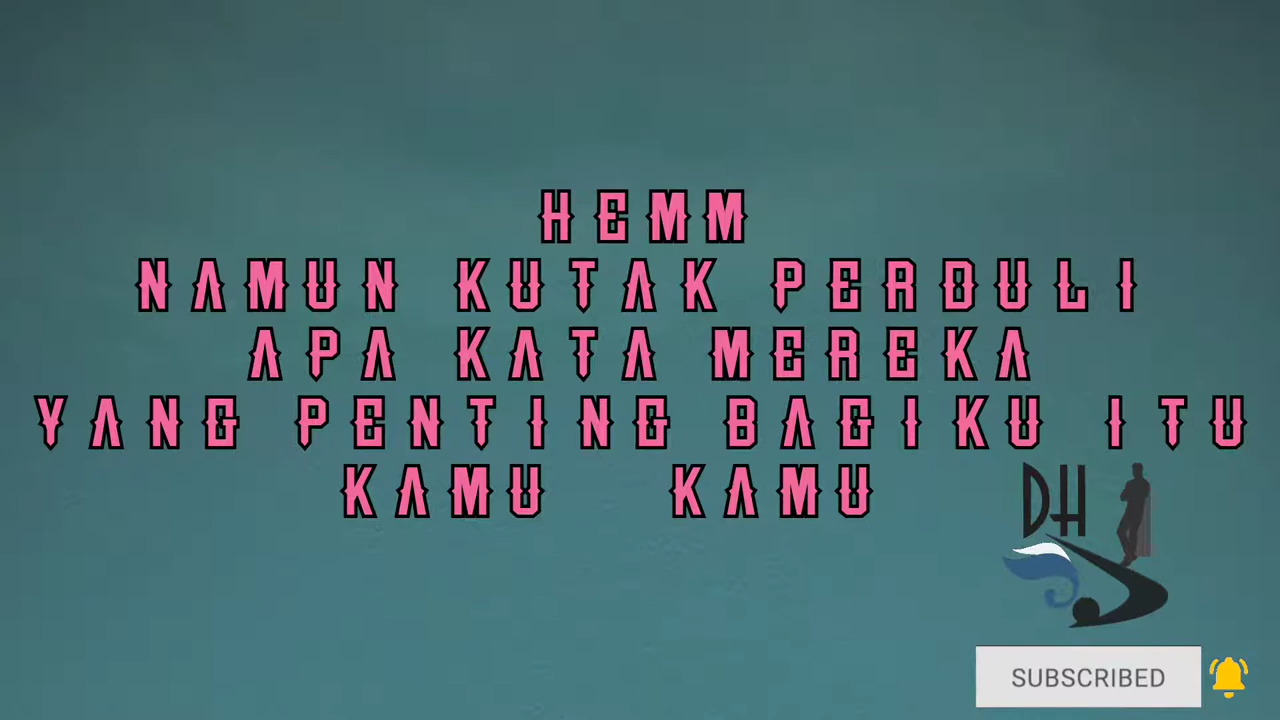 HEMM
NAMUN KUTAK PERDULI
APA KATA MEREKA
YANG PENTING BAGIKU ITU
KAMU KAMU
DH
SUBSCRIBED